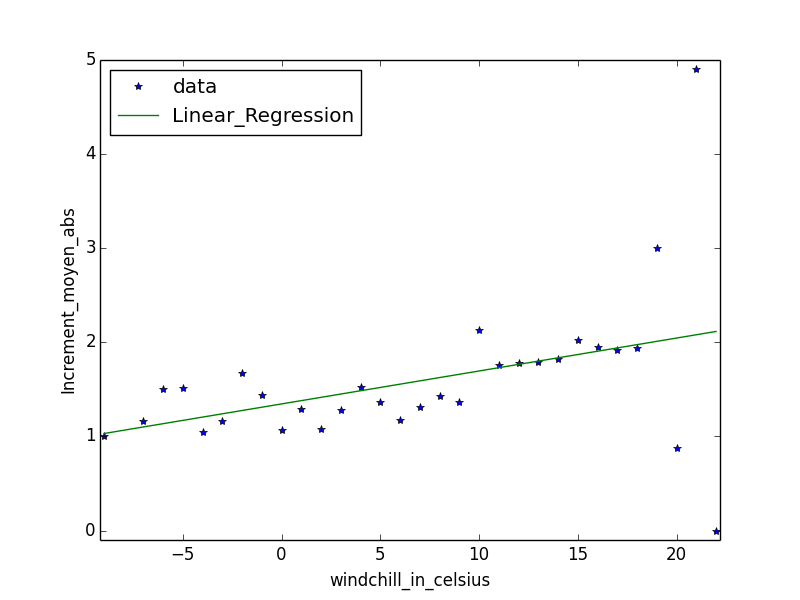 5
4
3
2
1
0
data
Linear_Regression
Increment_moyen_abs
−5 0 5 10 15 20
windchill_in_celsius